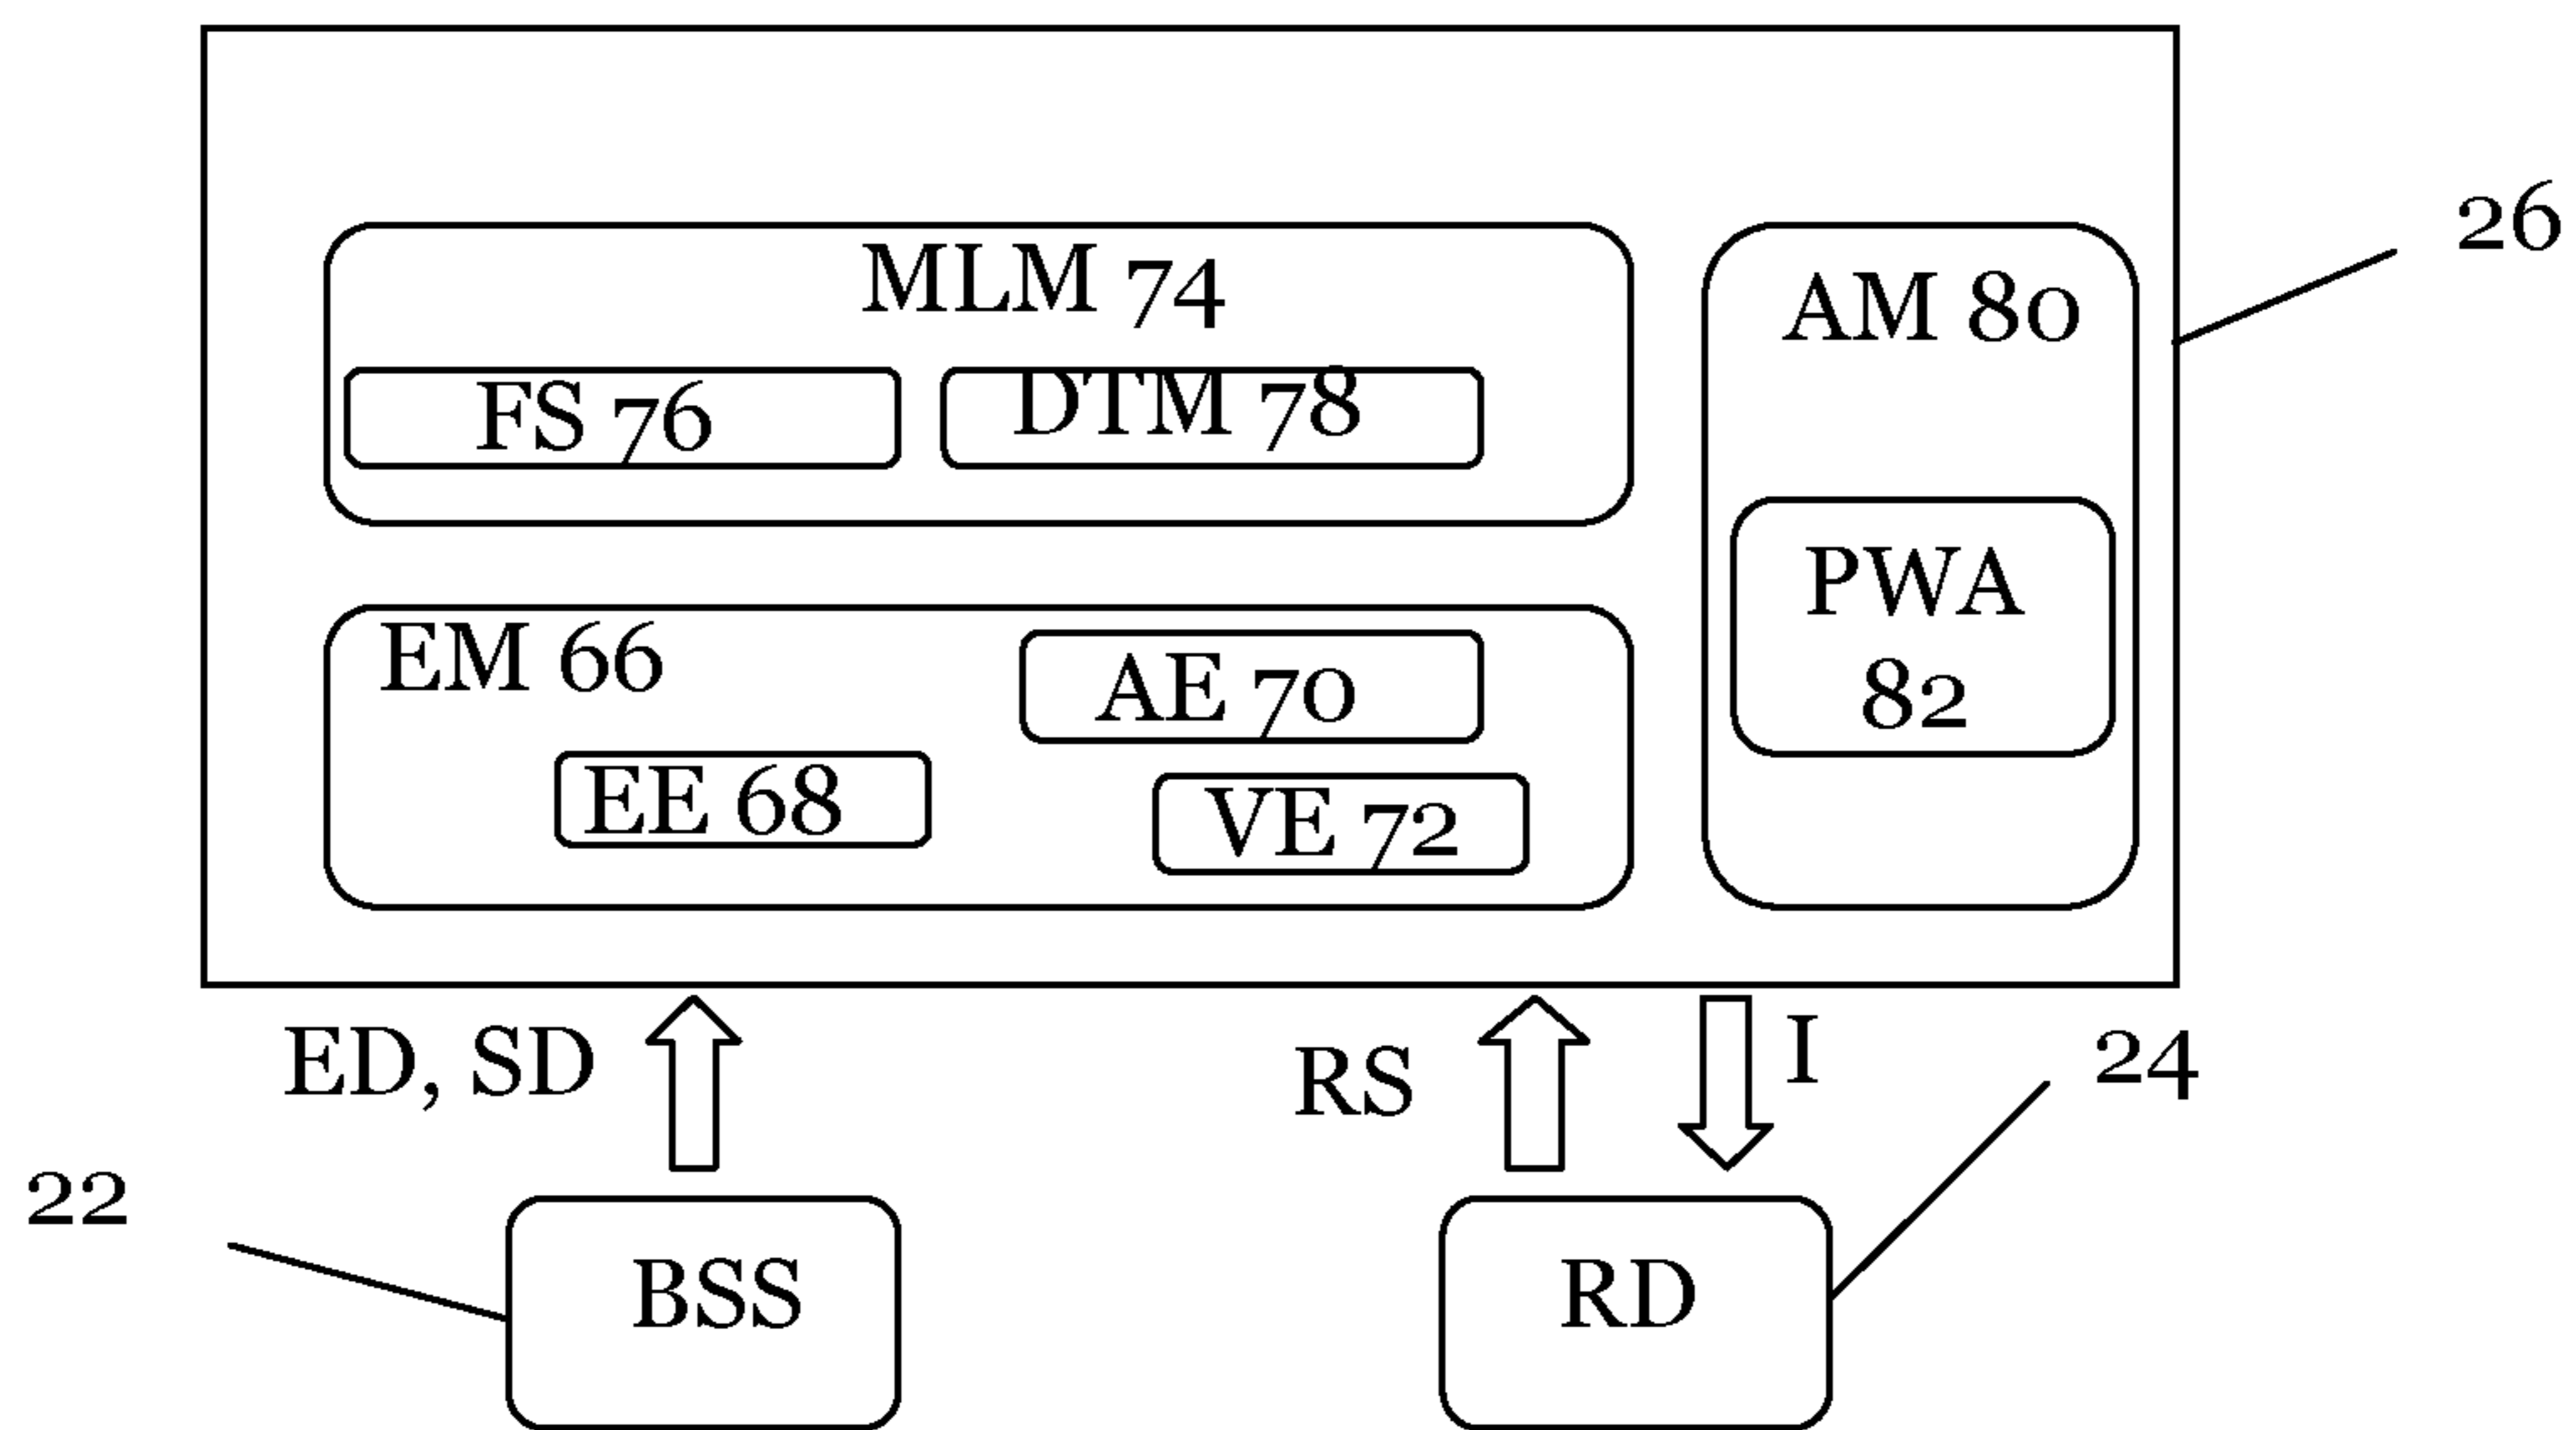 26
MLM 74
AM 80
FS 76
DTM 78
PWA
82
EM 66
AE 70
EE 68
VE 72
ED, SD
RS
I
24
22
BSS
RD